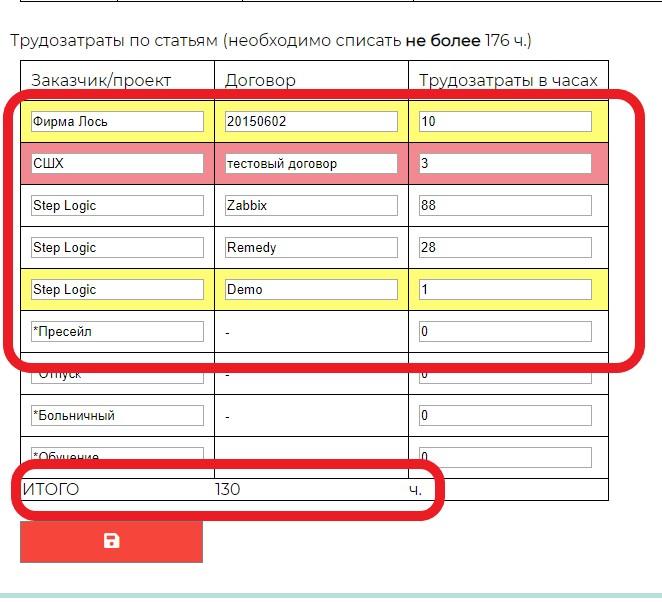 Трудозатраты по статьям (необходимо списать не более 176 ч.)
Заказчик/проект Договор Трудозатраты в часах
Фирма Лось 20150602 10
СШХ тестовый договор 3
Step Logic Zabbix 88
Step Logic Remedy 28
Step Logic Demo 1
*Пресейл - 0
*Отпуск - 0
*Больничный - 0
*Обучение 0
ИТОГО 130 ч.